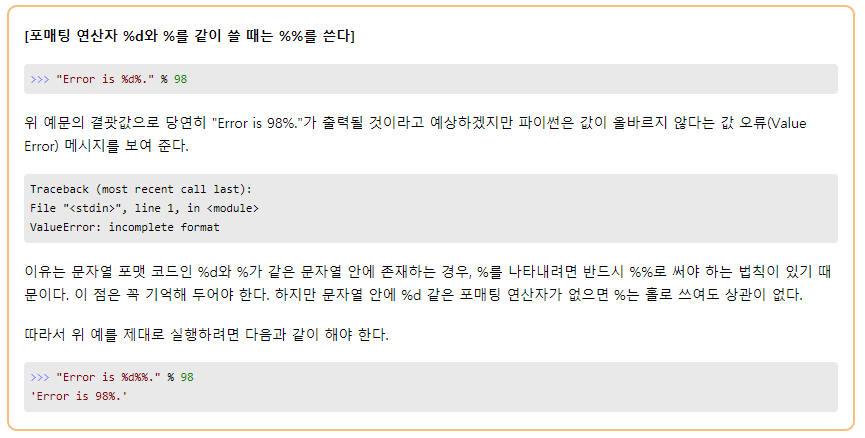 [포매팅 연산자 %d와 %를 같이 쓸 때는 %%를 쓴다]
>>> "Error is %d%." % 98
위 예문의 결괏값으로 당연히 "Error is 98%."가 출력될 것이라고 예상하겠지만 파이썬은 값이 올바르지 않다는 값 오류(Value
Error) 메시지를 보여 준다.
Traceback (most recent call last):
File "<stdin>", line 1, in <module>
ValueError: incomplete format
이유는 문자열 포맷 코드인 %d와 %가 같은 문자열 안에 존재하는 경우, %를 나타내려면 반드시 %%로 써야 하는 법칙이 있기 때
문이다. 이 점은 꼭 기억해 두어야 한다. 하지만 문자열 안에 %d 같은 포매팅 연산자가 없으면 %는 홀로 쓰여도 상관이 없다.
따라서 위 예를 제대로 실행하려면 다음과 같이 해야 한다.
>>> "Error is %d%%." % 98
'Error is 98%.'